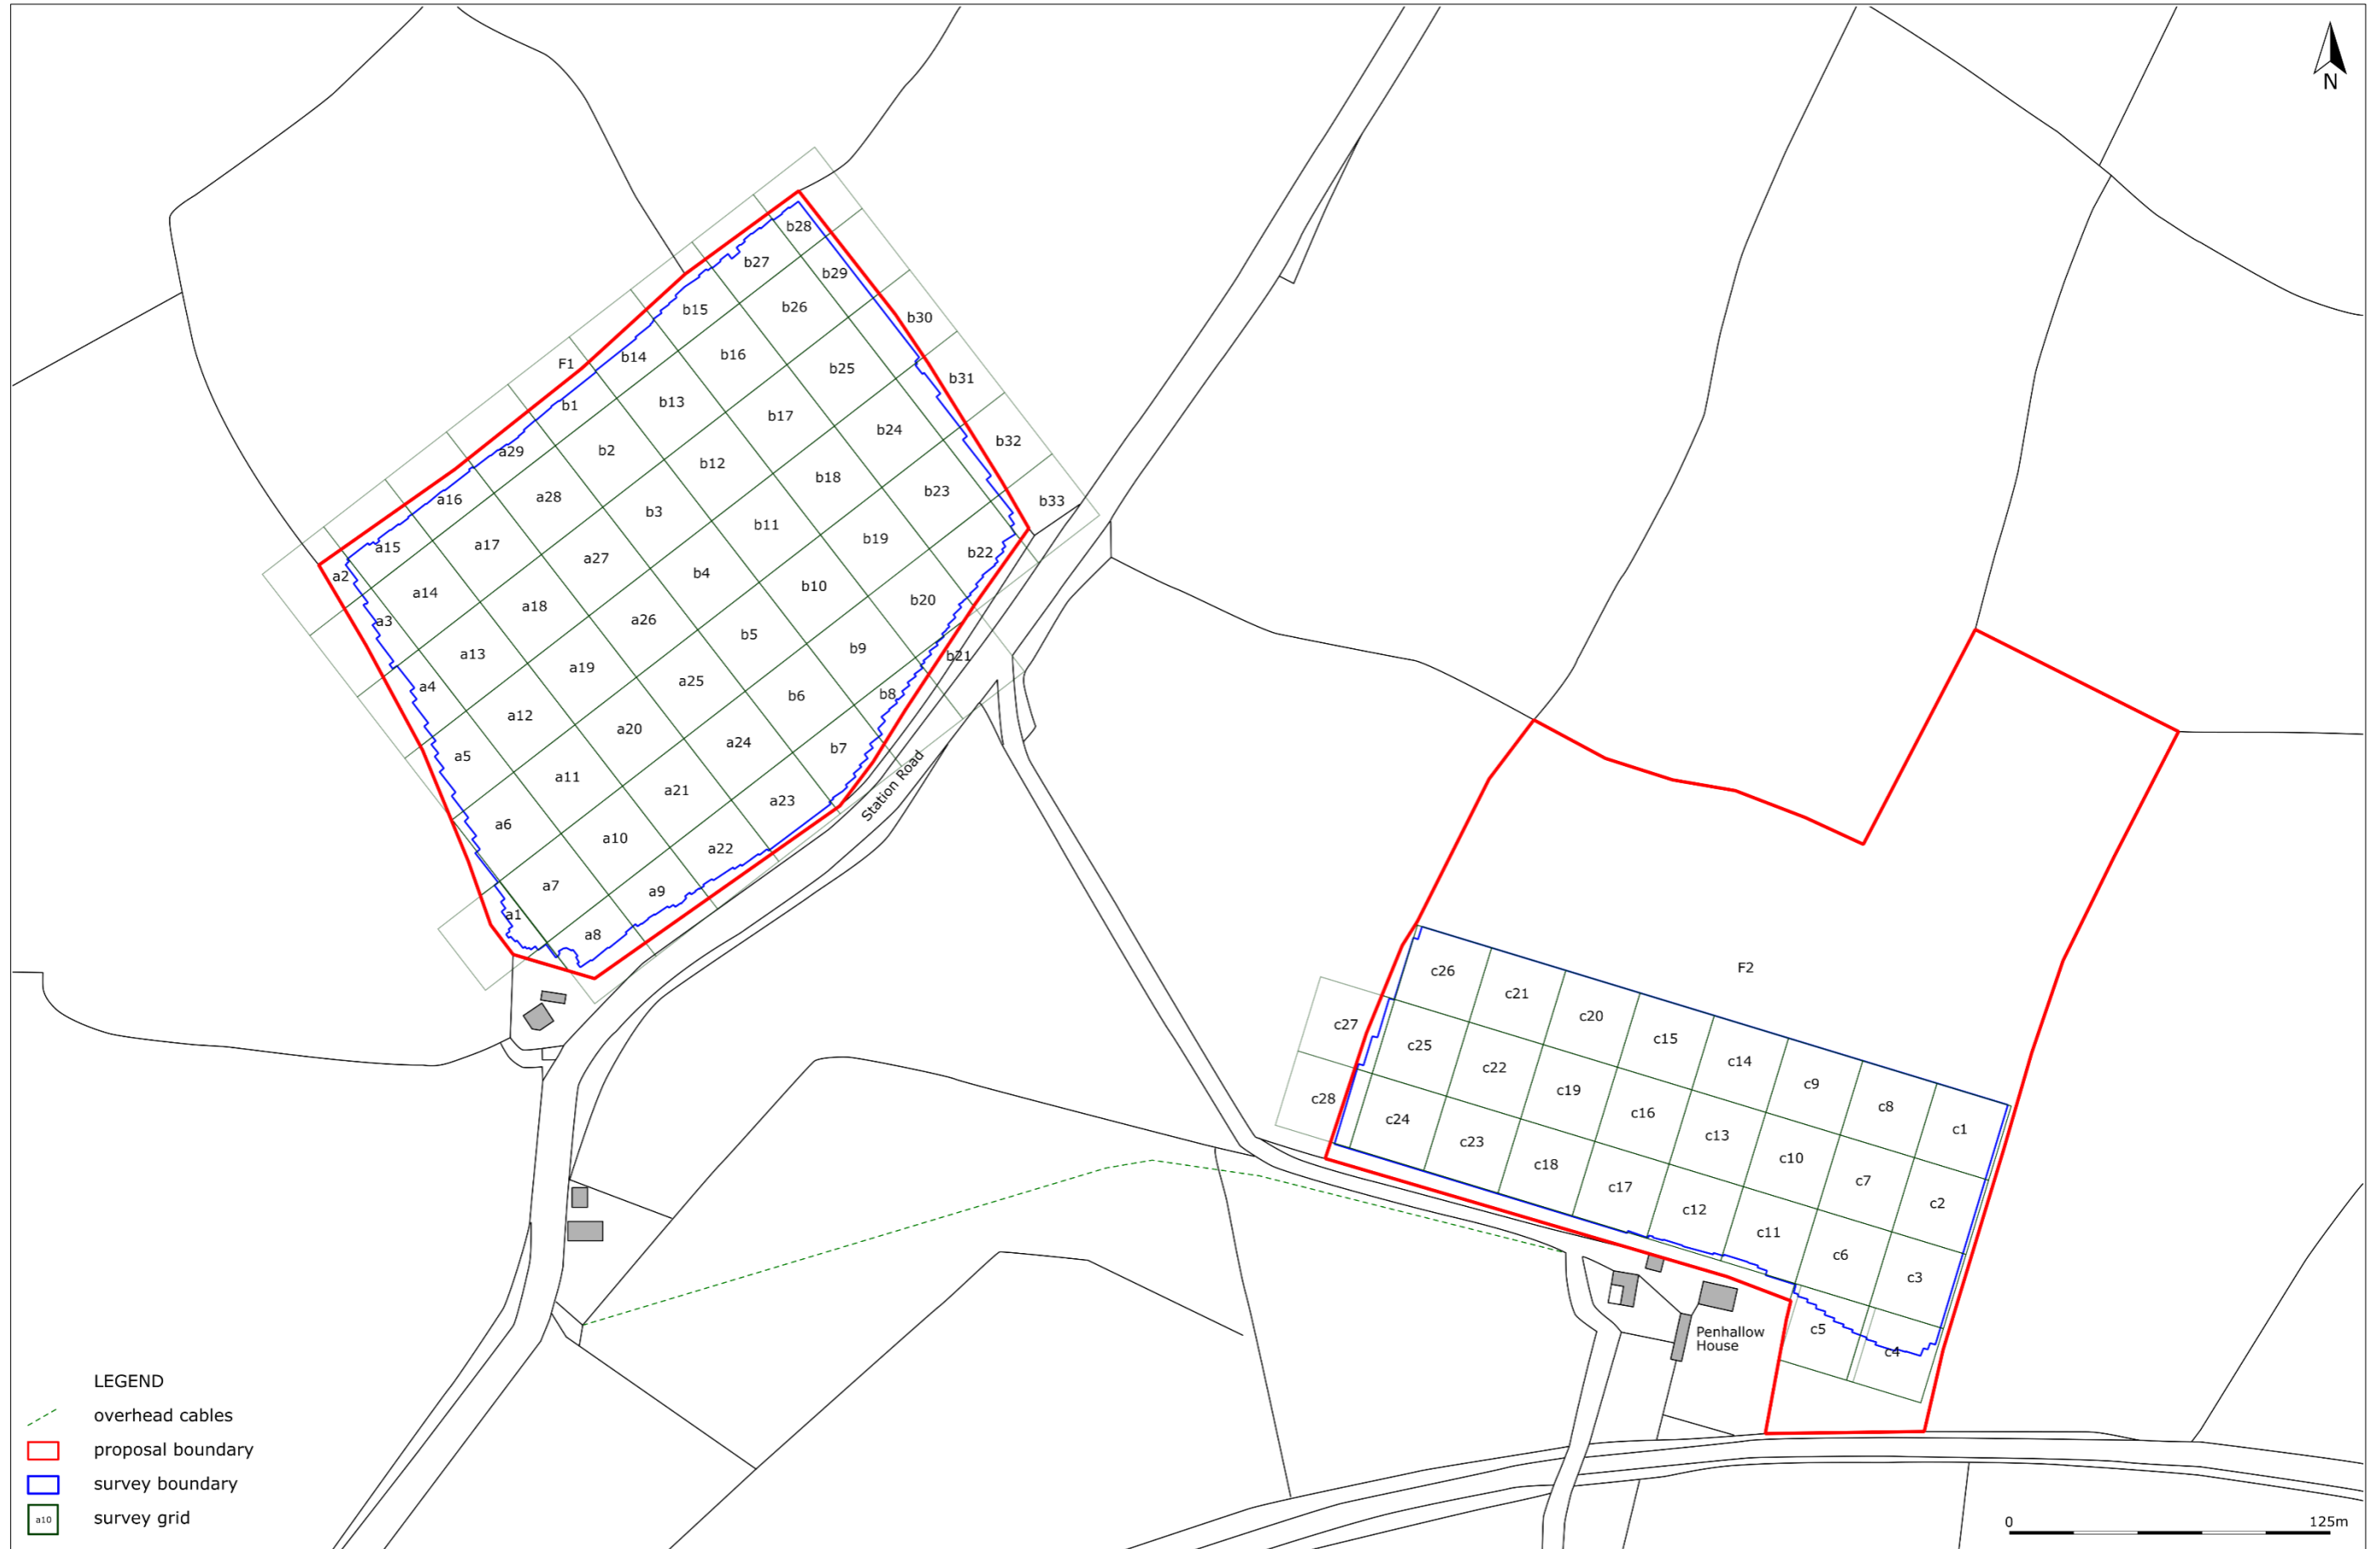 N
b28
b27
b29
b15
b26
b30
b14
b16
F1
b25
b31
b1
b13
b17
b24
b32
a29
b2
b12
b18
b23
b33
a16
a28
b3
b11
b19
b22
a15
a17
a27
b4
b10
b20
a2
a14
a18
a26
b5
b9
b21
a3
a13
a19
a25
b6
b8
a4
a12
a20
a24
b7
Station Road
a5
a11
a21
a23
a6
a10
a22
a7
a9
a1
a8
F2
c26
c21
c20
c15
c14
c9
c8
c1
c27
c25
c22
c19
c16
c13
c10
c7
c2
c28
c24
c23
c18
c17
c12
c11
c6
c3
c5
c4
Penhallow
House
LEGEND
overhead cables
proposal boundary
survey boundary
a10
survey grid
0 125m